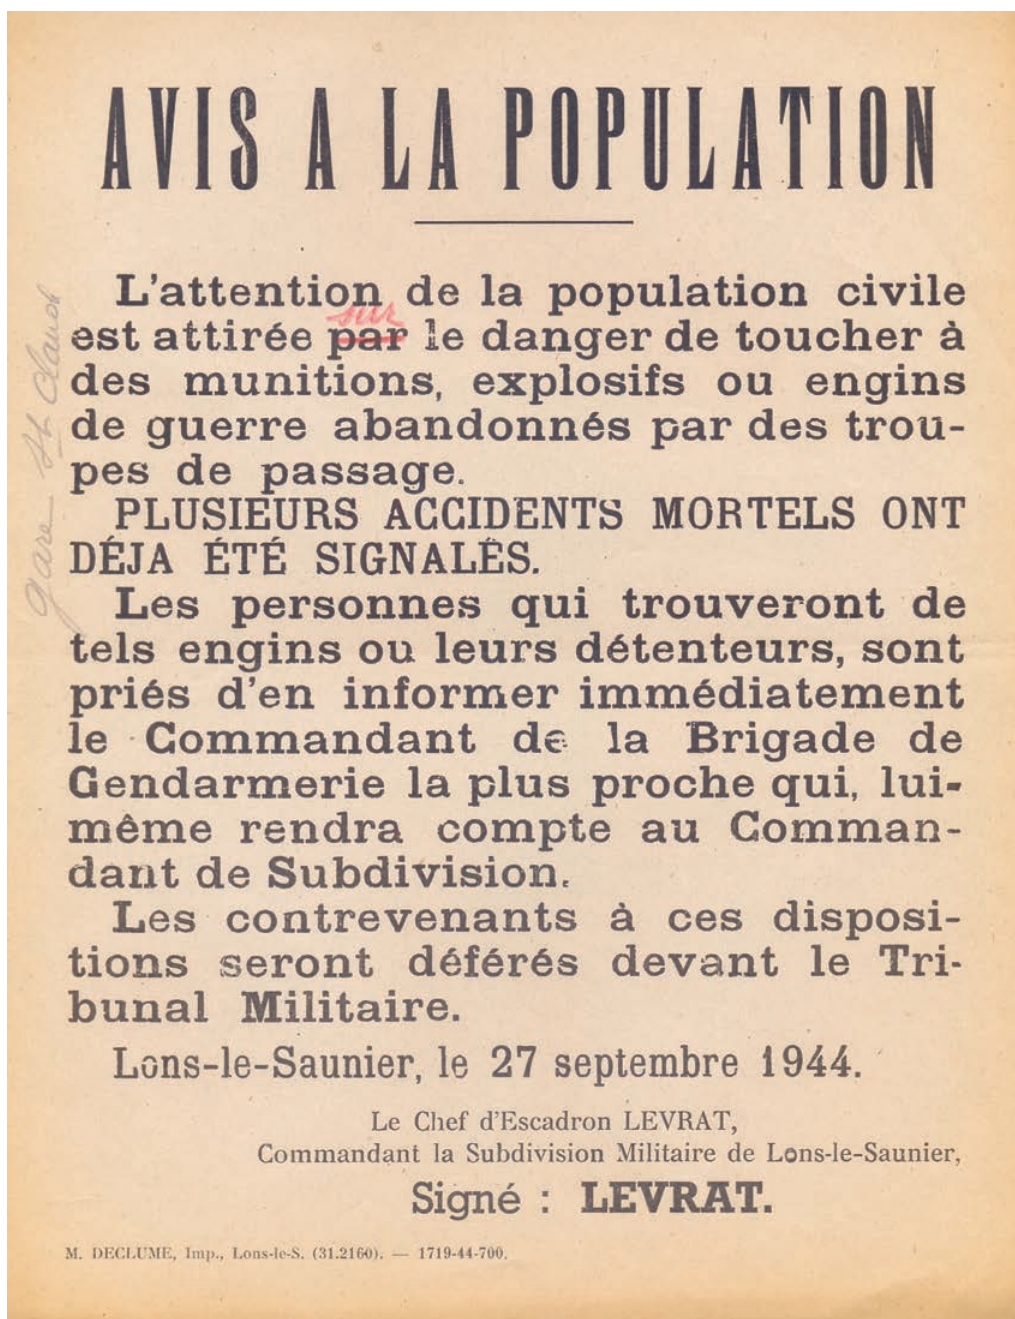 AVIS A LA POPULATION
L'attention de la population civile
sur
est attirée par le danger de toucher à
des munitions, explosifs ou engins
de guerre abandonnés par des trou-
pes de passage.
PLUSIEURS ACCIDENTS MORTELS ONT
DÉJA ÉTÉ SIGNALÉS.
Les personnes qui trouveront de
tels engins ou leurs détenteurs, sont
priés d'en informer immédiatement
le Commandant de la Brigade de
Gendarmerie la plus proche qui, lui-
même rendra compte au Comman-
dant de Subdivision.
Les contrevenants à ces disposi-
tions seront déférés devant le Tri-
bunal Militaire.
Lons-le-Saunier, le 27 septembre 1944.
Le Chef d'Escadron LEVRAT,
Commandant la Subdivision Militaire de Lons-le-Saunier,
Signé : LEVRAT.
M. DECLUME, Imp., Lons-le-S. (31.2160). — 1719-44-700.
gare St Claude